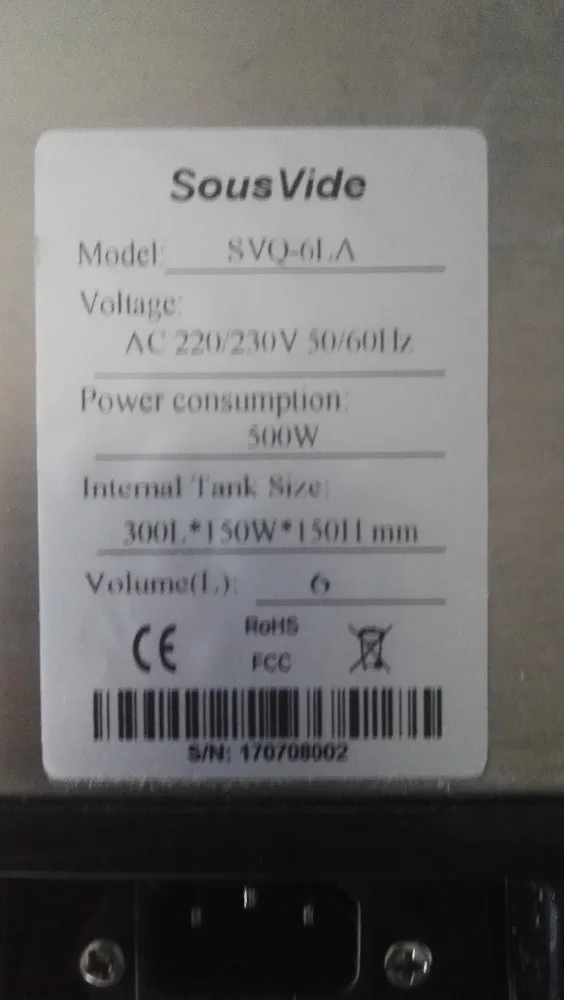 SousVide
Model: SVQ-6LA
Voltage:
AC 220/230V 50/60Hz
Power consumption:
500W
Internal Tank Size:
300L*150W*150H mm
Volume(L): 6
CE
RoHS
FCC
S/N: 170708002